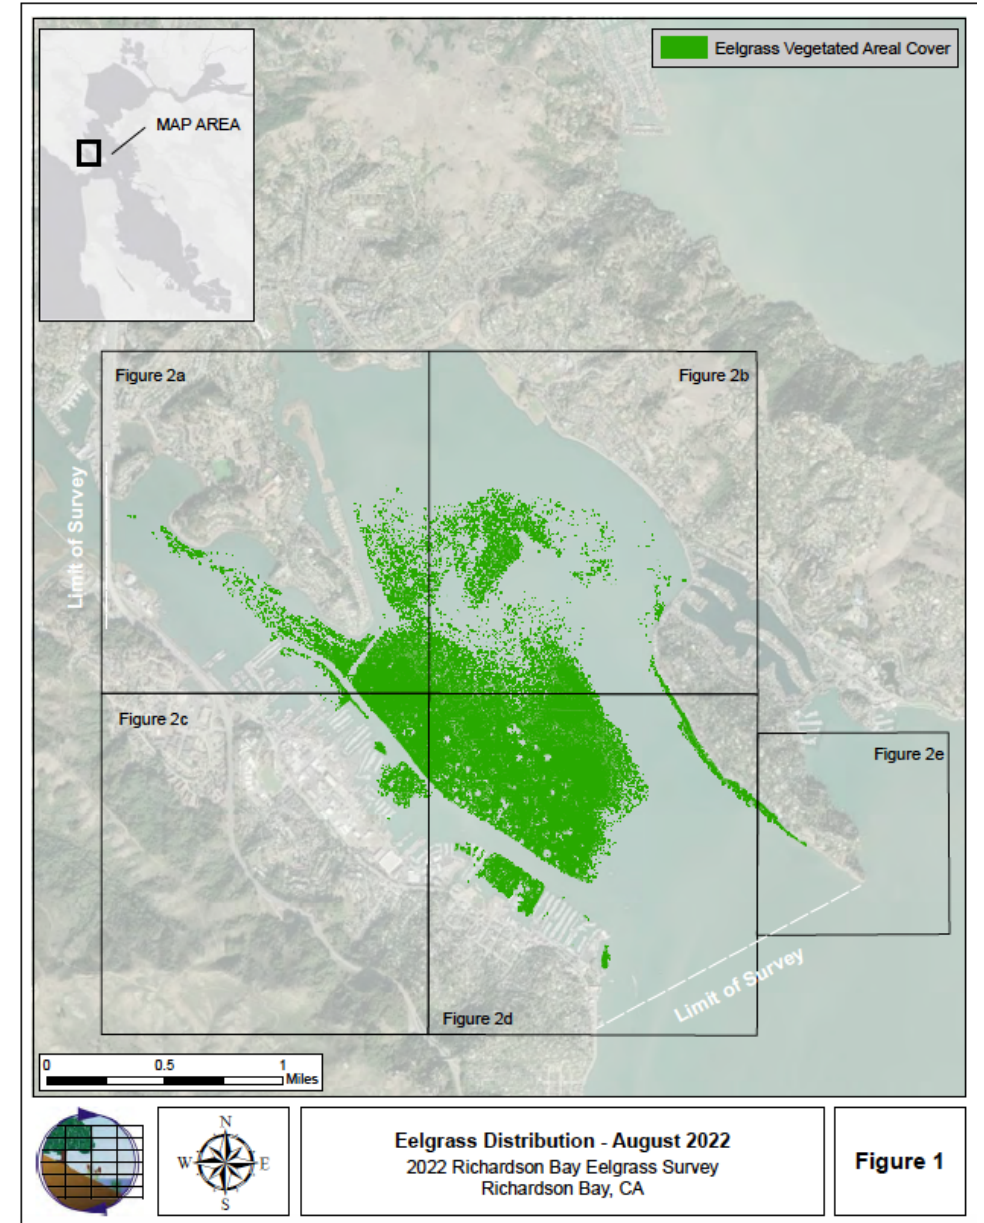 MAP AREA
Eelgrass Vegetated Areal Cover
Figure 2a
Figure 2b
Limit of Survey
Figure 2c
Figure 2e
Limit of Survey
Figure 2d
0 0.5 1
Miles
N
W E
S
Eelgrass Distribution - August 2022
2022 Richardson Bay Eelgrass Survey
Richardson Bay, CA
Figure 1